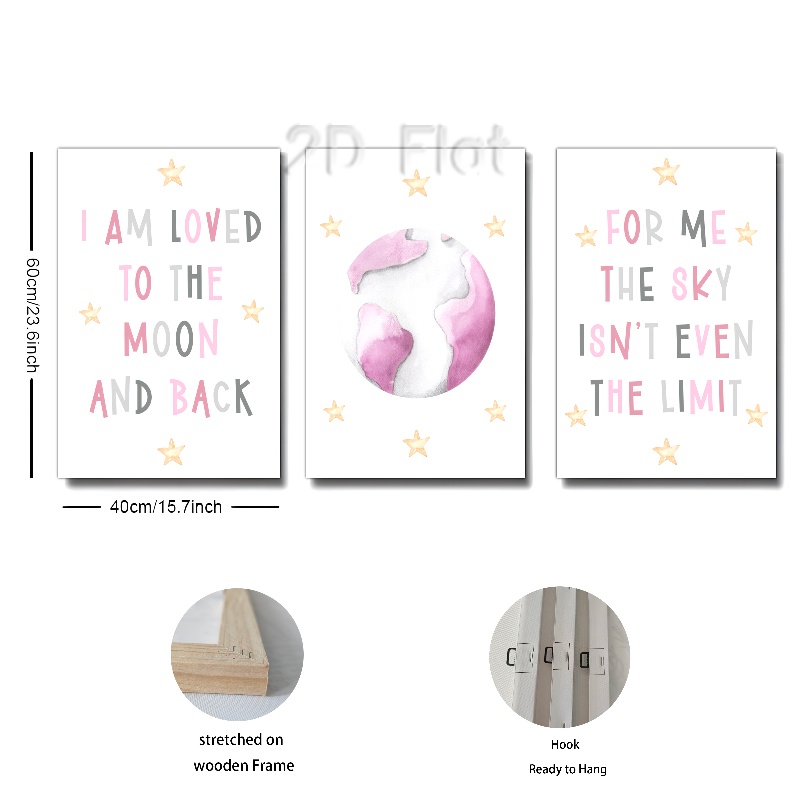 2D Flat
I AM LOVED
TO THE
MOON
AND BACK
FOR ME
THE SKY
ISN'T EVEN
THE LIMIT
60cm/23.6inch
40cm/15.7inch
stretched on
wooden Frame
Hook
Ready to Hang